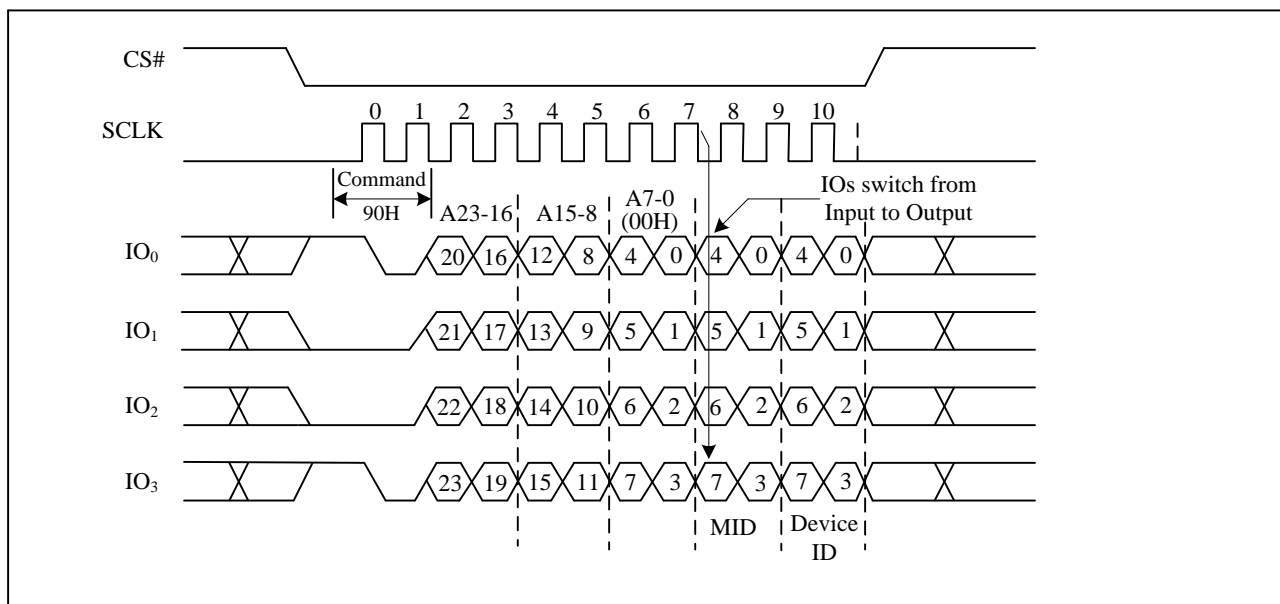 CS#
SCLK
0 1 2 3 4 5 6 7 8 9 10
Command
90H
A23-16
A15-8
A7-0
(00H)
IOs switch from
Input to Output
IO0
20 16 12 8 4 0 4 0 4 0
IO1
21 17 13 9 5 1 5 1 5 1
IO2
22 18 14 10 6 2 6 2 6 2
IO3
23 19 15 11 7 3 7 3 7 3
MID
Device
ID